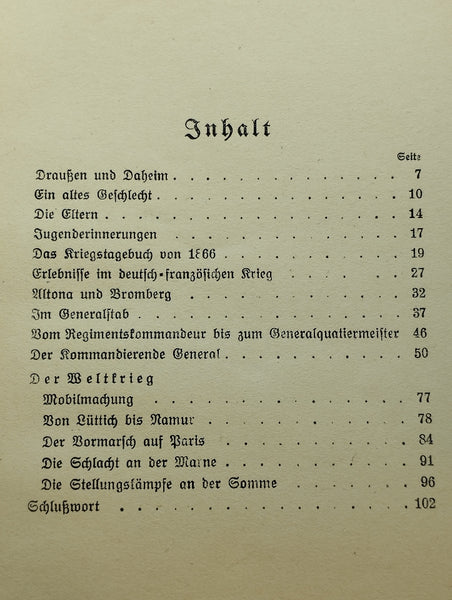 Inhalt
Seite
Draußen und Daheim . . . . . . . . . . . . 7
Ein altes Geschlecht . . . . . . . . . . . . . 10
Die Eltern . . . . . . . . . . . . . . . . 14
Jugenderinnerungen . . . . . . . . . . . . 17
Das Kriegstagebuch von 1866 . . . . . . . . . 19
Erlebnisse im deutsch-französichen Krieg . . . . . . 27
Altona und Bromberg . . . . . . . . . . . . 32
Im Generalstab . . . . . . . . . . . . . . 37
Vom Regimentskommandeur bis zum Generalquatiermeister 46
Der Kommandierende General . . . . . . . . . 50
Der Weltkrieg
Mobilmachung . . . . . . . . . . . . . 77
Von Lüttich bis Namur . . . . . . . . . . . 78
Der Vormarsch auf Paris . . . . . . . . . . 84
Die Schlacht an der Marne . . . . . . . . . . 91
Die Stellungskämpfe an der Somme . . . . . . . 96
Schlußwort . . . . . . . . . . . . . . . 102